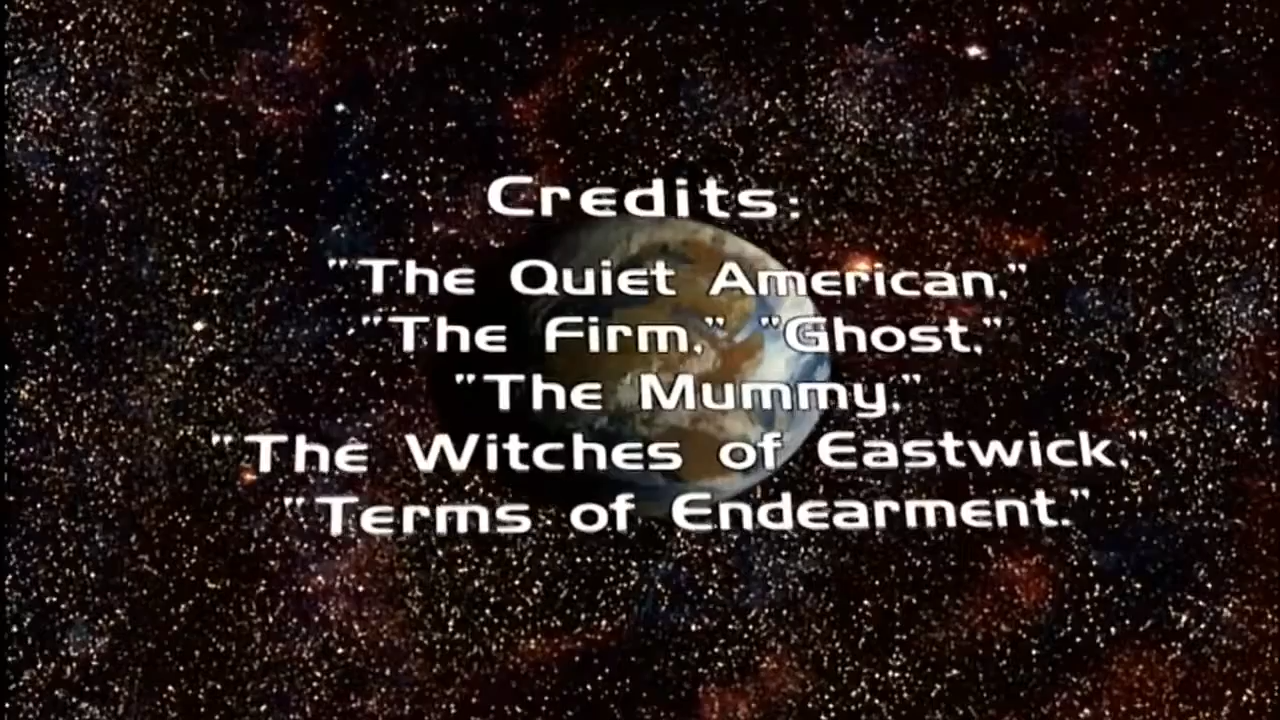 Credits:
"The Quiet American,"
"The Firm," "Ghost,"
"The Mummy,"
"The Witches of Eastwick,"
"Terms of Endearment."